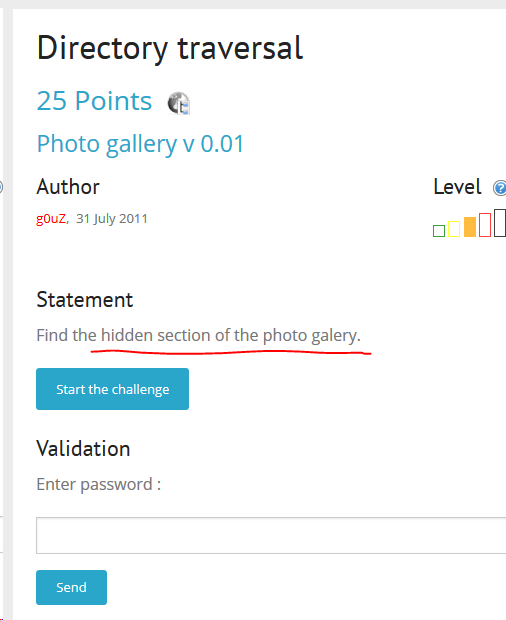 Directory traversal
25 Points
Photo gallery v 0.01
Author
Level
g0uZ, 31 July 2011
Statement
Find the hidden section of the photo galery.
Start the challenge
Validation
Enter password :
Send